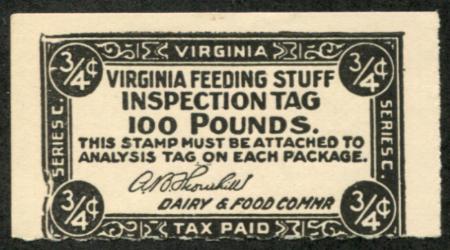 VIRGINIA
3/4¢ 3/4¢
VIRGINIA FEEDING STUFF
INSPECTION TAG
100 POUNDS.
THIS STAMP MUST BE ATTACHED TO
ANALYSIS TAG ON EACH PACKAGE.
SERIES C.
SERIES C.
DAIRY & FOOD COMMR
3/4¢ 3/4¢
TAX PAID